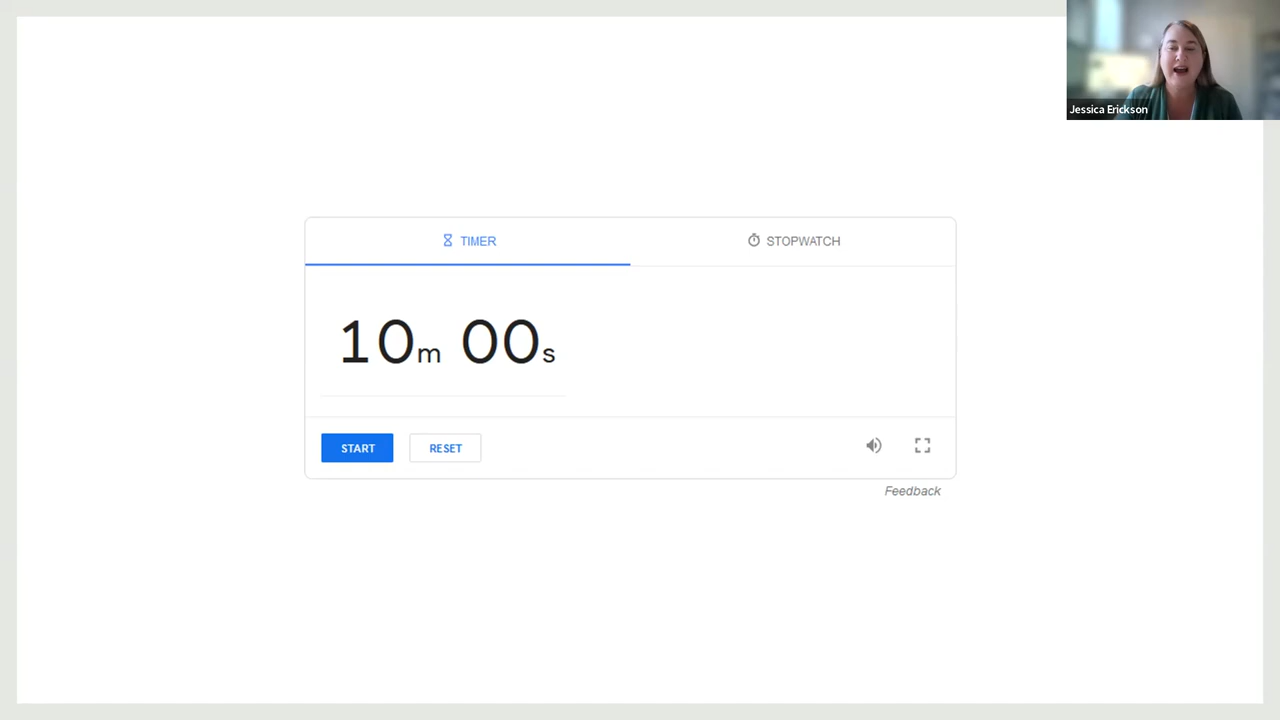 Jessica Erickson
TIMER
STOPWATCH
10m 00s
START
RESET
Feedback